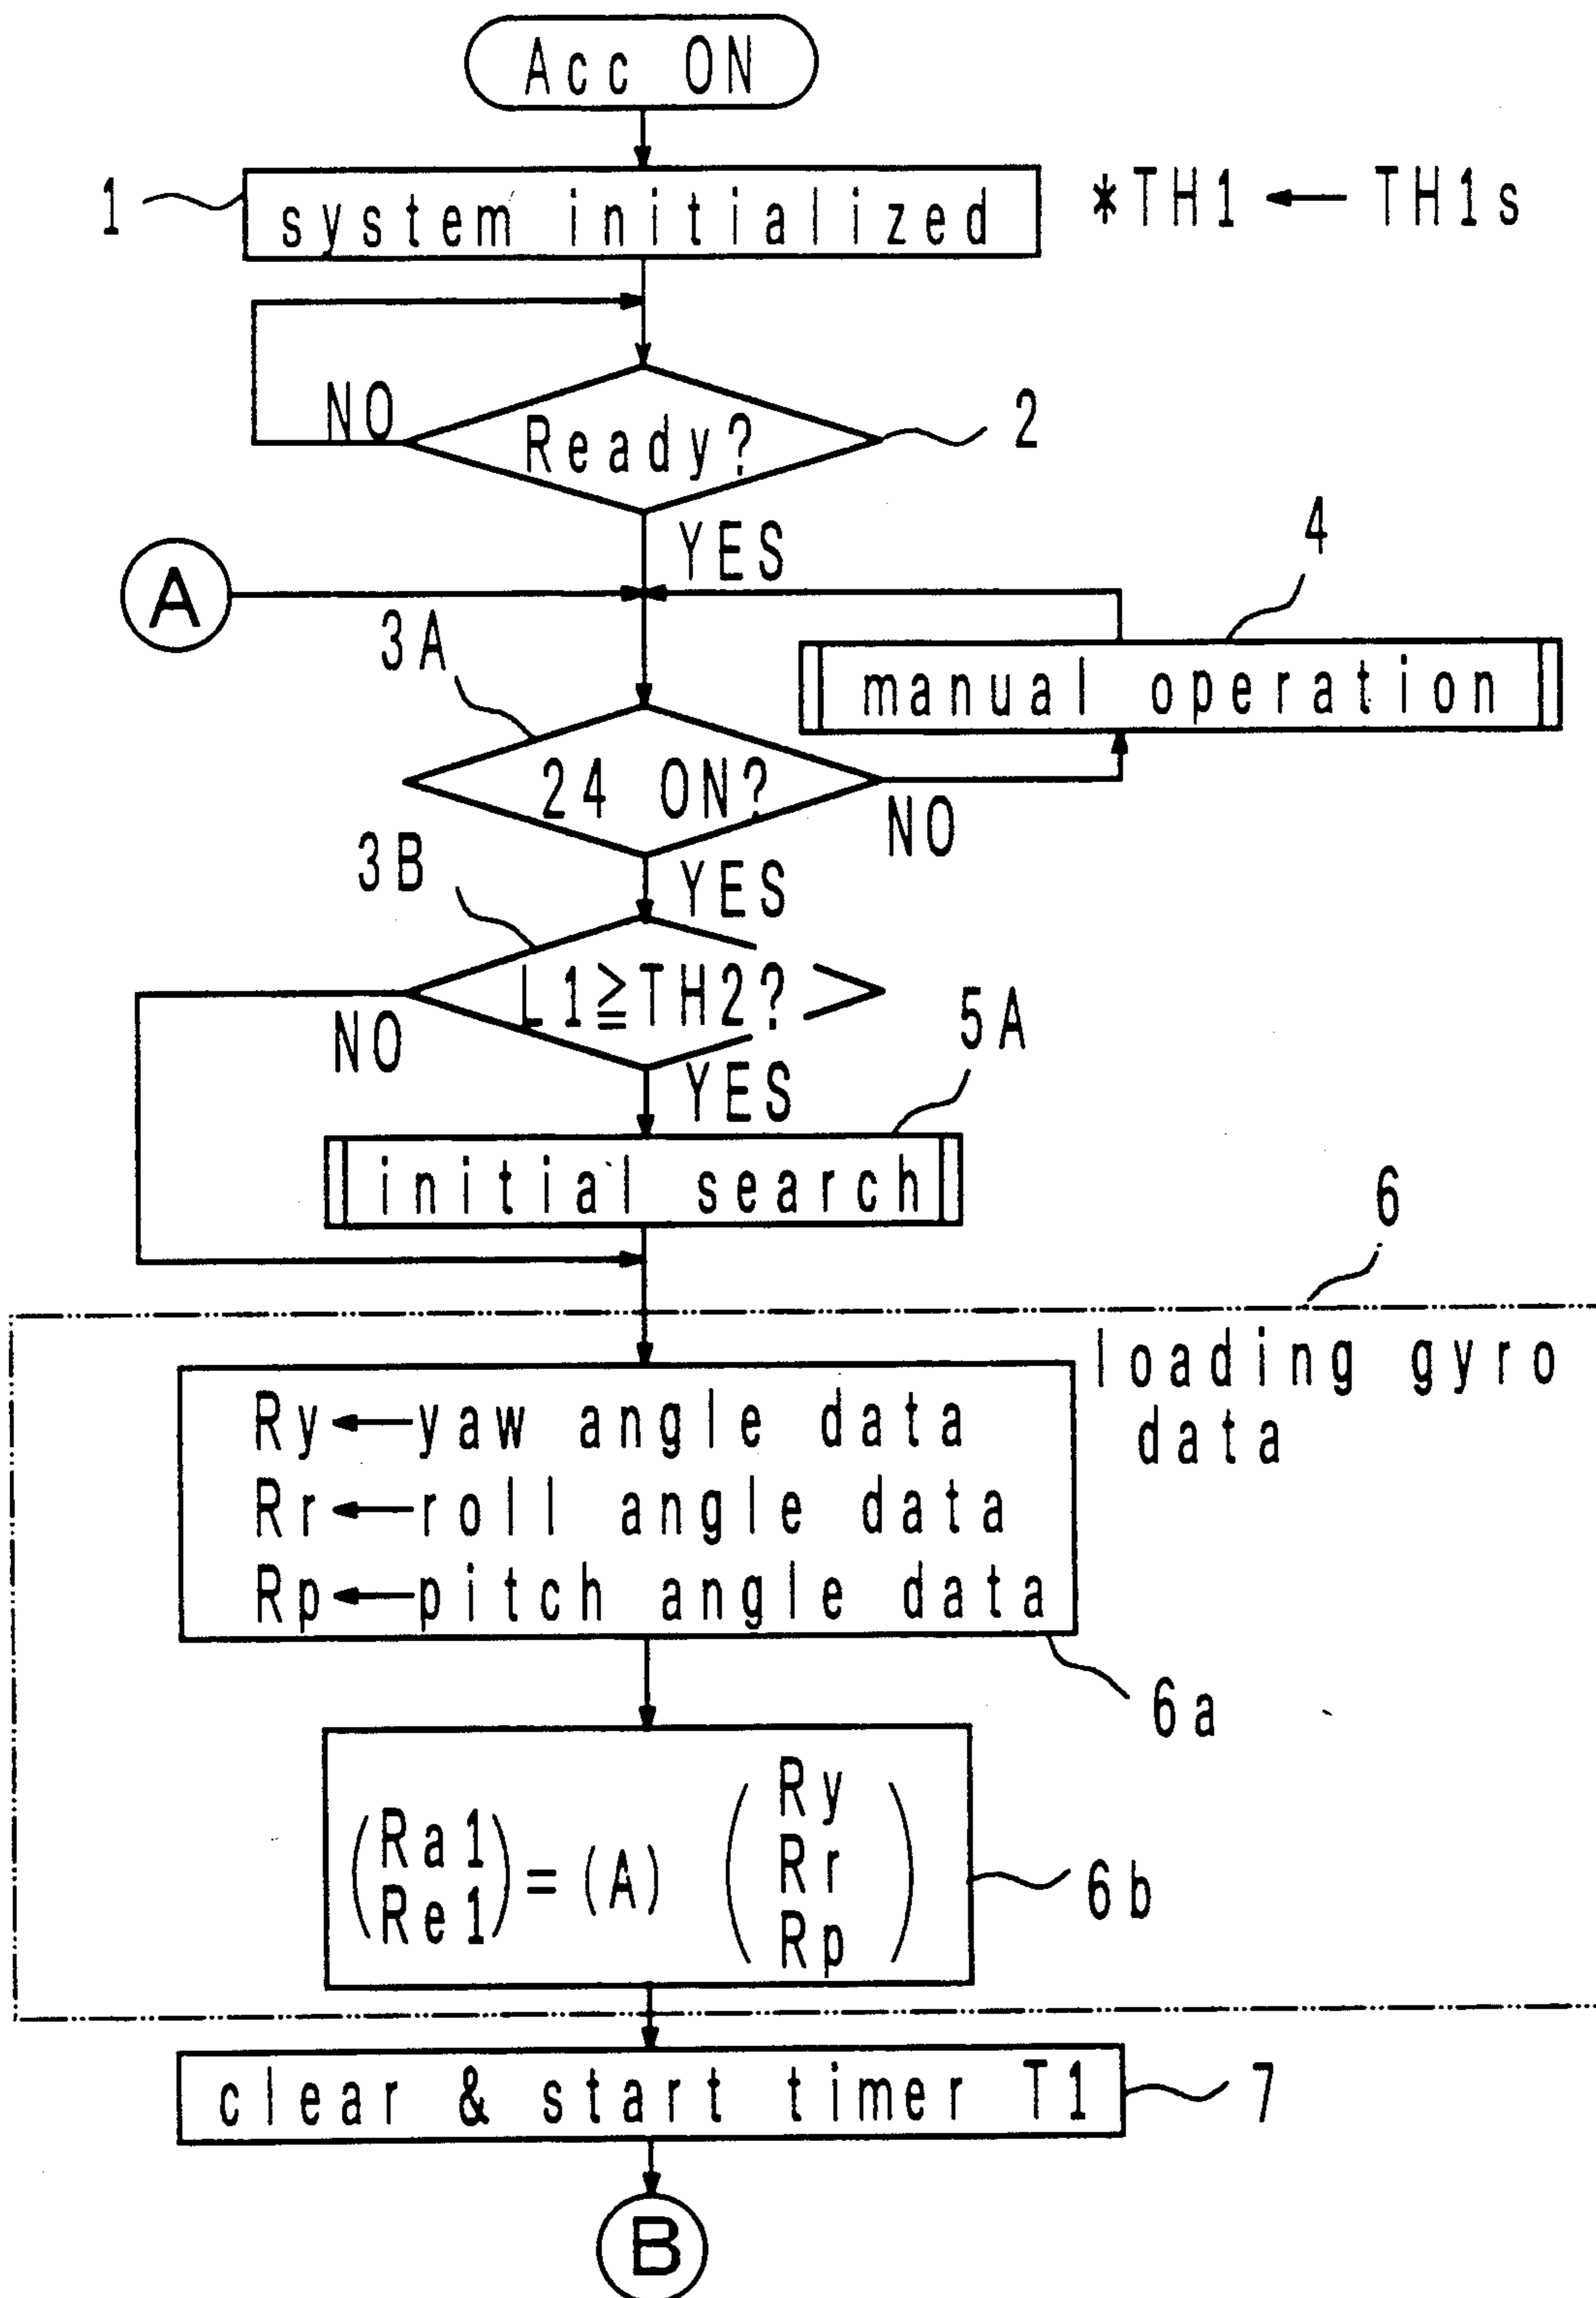 Acc ON
1
system initialized
*TH1 ← TH1s
NO
Ready?
2
YES
A
4
3A
manual operation
24 ON?
NO
3B
YES
L1≧TH2?
NO
5A
YES
initial search
6
loading gyro
data
Ry←yaw angle data
Rr←roll angle data
Rp←pitch angle data
6a
(Ra1
Re1) = (A) (Ry
Rr
Rp)
6b
clear & start timer T1
7
B